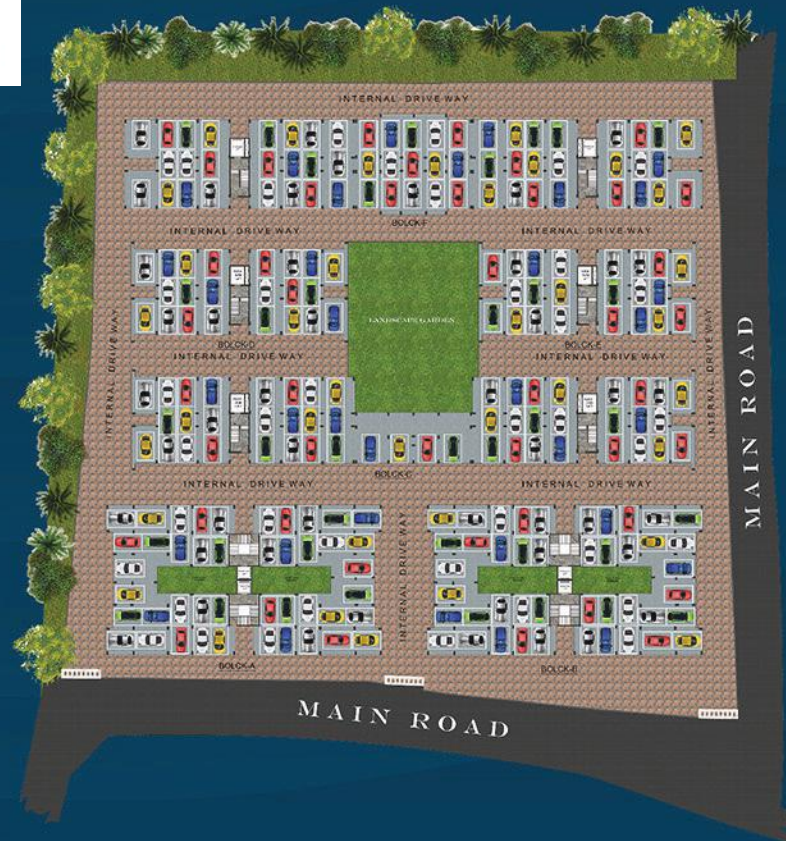 INTERNAL DRIVE WAY
BOLCK-F
INTERNAL DRIVE WAY
INTERNAL DRIVE WAY
LANDSCAPE GARDEN
BOLCK-D
BOLCK-E
INTERNAL DRIVE WAY
INTERNAL DRIVE WAY
INTERNAL DRIVE WAY
INTERNAL DRIVE WAY
MAIN ROAD
BOLCK-C
INTERNAL DRIVE WAY
INTERNAL DRIVE WAY
INTERNAL DRIVE WAY
BOLCK-A
BOLCK-B
MAIN ROAD